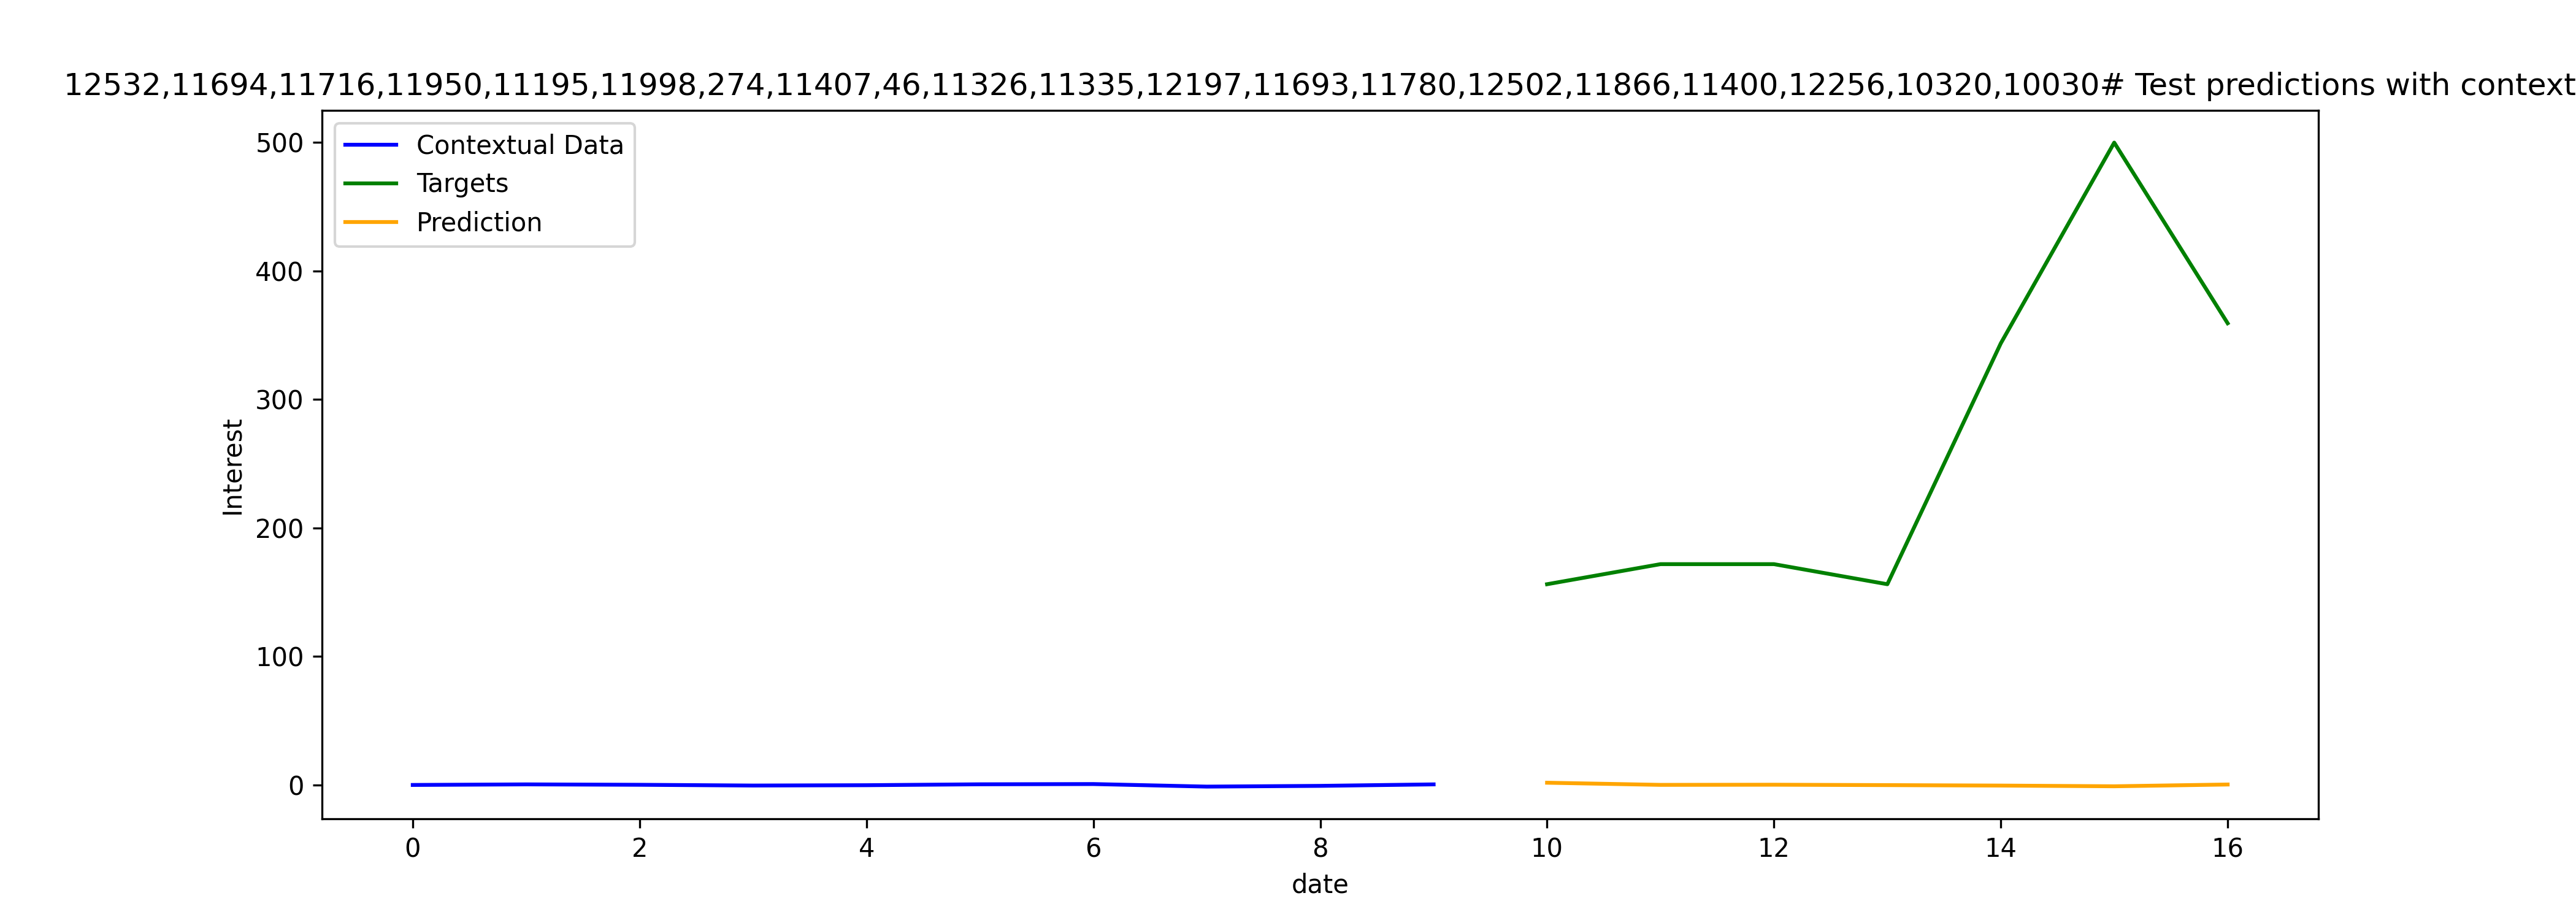 12532,11694,11716,11950,11195,11998,274,11407,46,11326,11335,12197,11693,11780,12502,11866,11400,12256,10320,10030# Test predictions with context
Contextual Data
Targets
Prediction
500
400
300
200
100
0
Interest
0 2 4 6 8 10 12 14 16
date